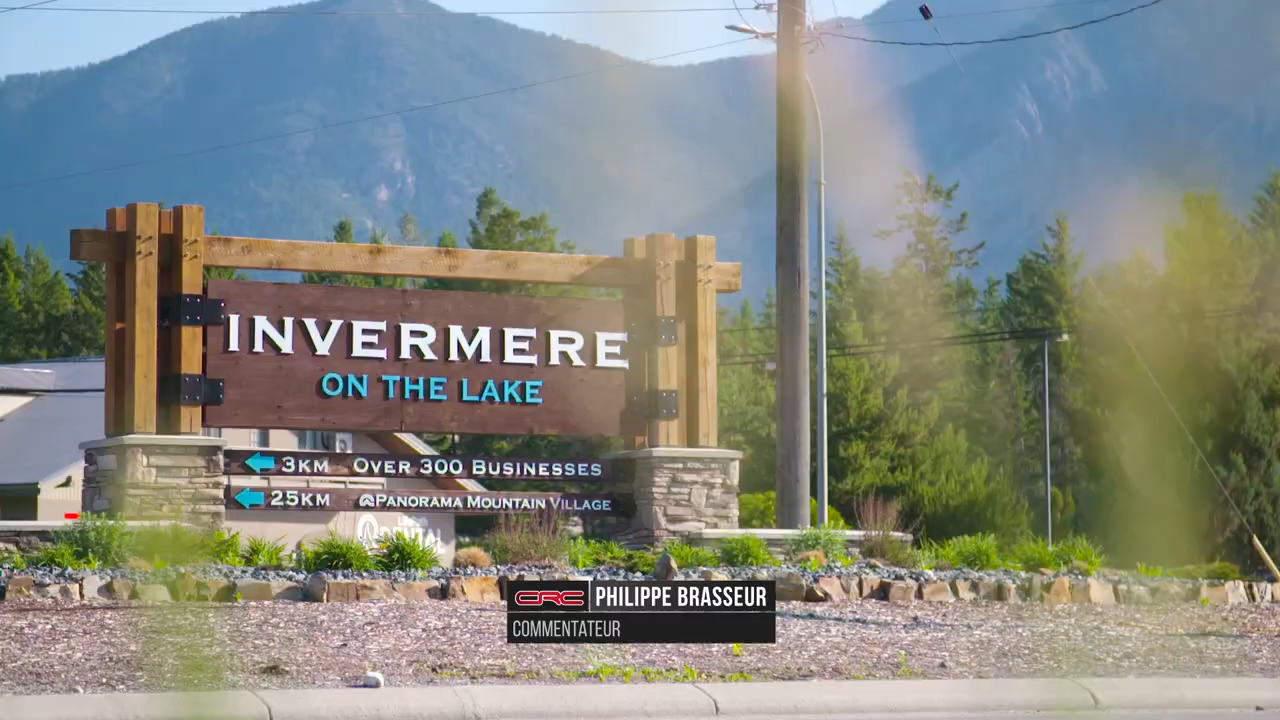 INVERMERE
ON THE LAKE
3KM OVER 300 BUSINESSES
25KM PANORAMA MOUNTAIN VILLAGE
CRC PHILIPPE BRASSEUR
COMMENTATEUR